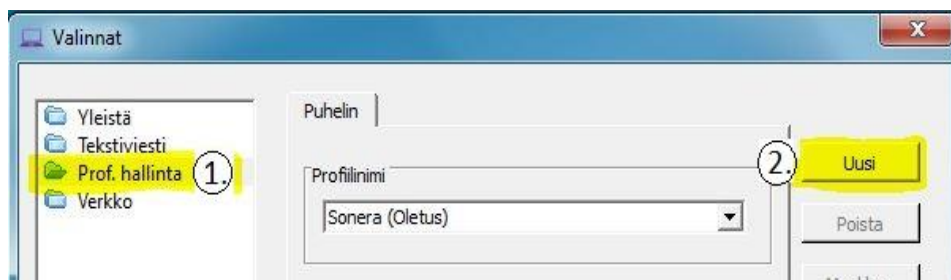 Valinnat
Yleistä
Tekstiviesti
Prof. hallinta 1.
Verkko
Puhelin
Profiilinimi
Sonera (Oletus)
2. Uusi
Poista